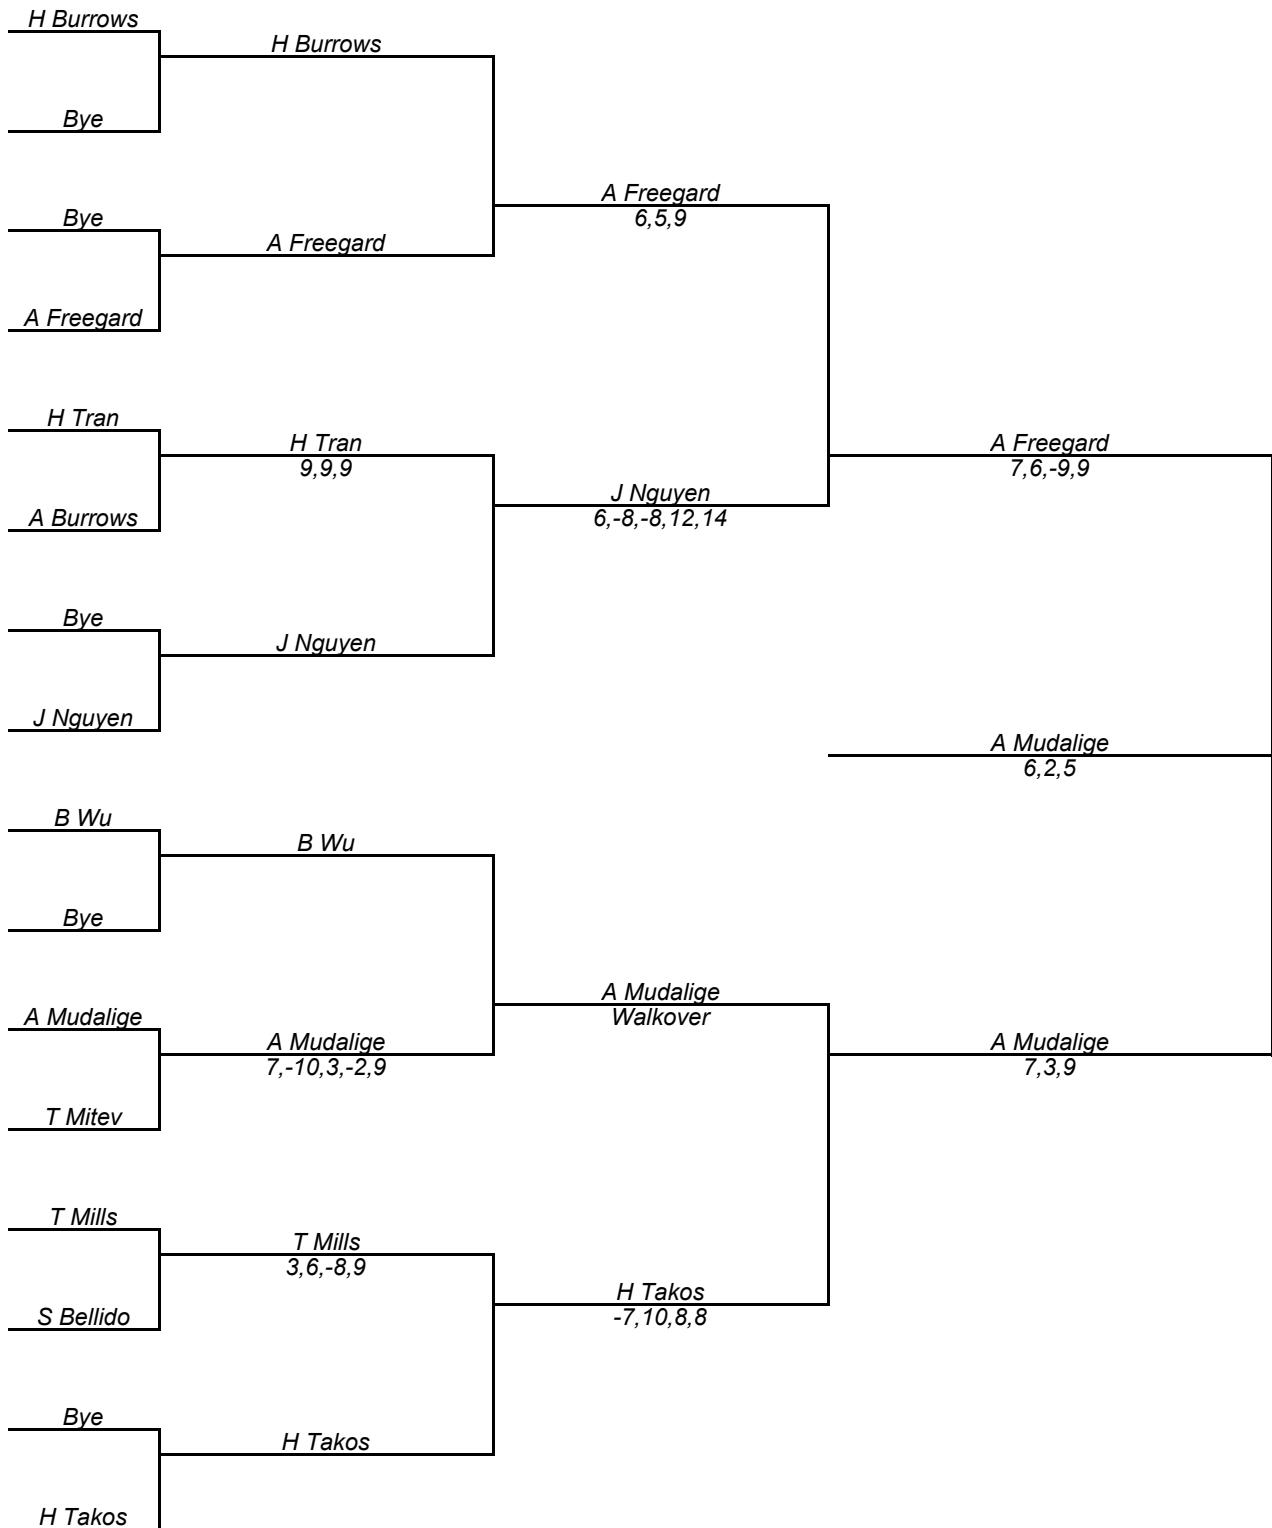 H Burrows
H Burrows
Bye
A Freegard
6,5,9
Bye
A Freegard
A Freegard
H Tran
H Tran
9,9,9
A Freegard
7,6,-9,9
J Nguyen
6,-8,-8,12,14
A Burrows
Bye
J Nguyen
J Nguyen
A Mudalige
6,2,5
B Wu
B Wu
Bye
A Mudalige
Walkover
A Mudalige
A Mudalige
7,-10,3,-2,9
A Mudalige
7,3,9
T Mitev
T Mills
T Mills
3,6,-8,9
H Takos
-7,10,8,8
S Bellido
Bye
H Takos
H Takos